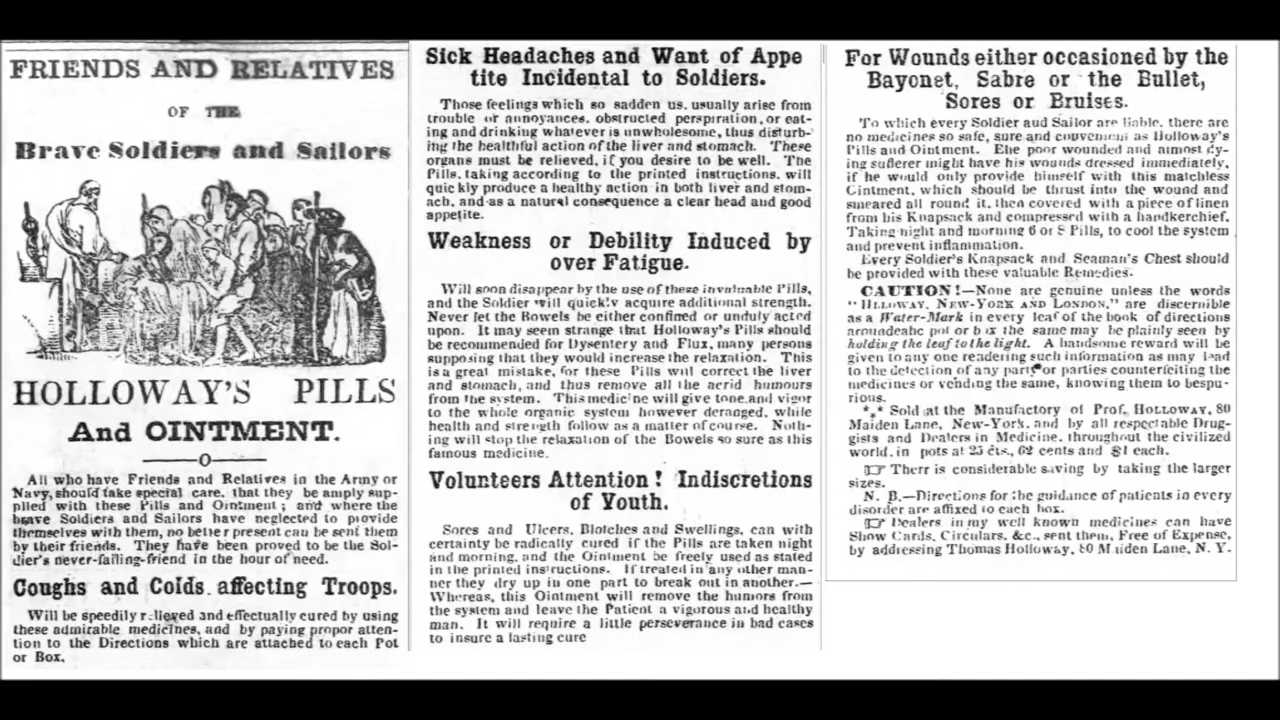 FRIENDS AND RELATIVES
OF THE
Brave Soldiers and Sailors
HOLLOWAY'S PILLS
And OINTMENT.
All who have Friends and Relatives in the Army or
Navy, should take special care, that they be amply sup-
plied with these Pills and Ointment; and where the
brave Soldiers and Sailors have neglected to provide
themselves with them, no better present can be sent them
by their friends. They have been proved to be the Sol-
dier's never-failing-friend in the hour of need.
Coughs and Colds affecting Troops.
Will be speedily relieved and effectually cured by using
these admirable medicines, and by paying propor atten-
tion to the Directions which are attached to each Pot
or Box.
Sick Headaches and Want of Appe
tite Incidental to Soldiers.
Those feelings which so sadden us, usually arise from
trouble or annoyances, obstructed perspiration, or eat-
ing and drinking whatever is unwholesome, thus disturb-
ing the healthful action of the liver and stomach. These
organs must be relieved, if you desire to be well. The
Pills, taking according to the printed instructions, will
quickly produce a healthy action in both liver and stom-
ach, and as a natural consequence a clear head and good
appetite.
Weakness or Debility Induced by
over Fatigue.
Will soon disappear by the use of these invaluable Pills,
and the Soldier will quickly acquire additional strength.
Never let the Bowels be either confined or unduly acted
upon. It may seem strange that Holloway's Pills should
be recommended for Dysentery and Flux, many persons
supposing that they would increase the relaxation. This
is a great mistake, for these Pills will correct the liver
and stomach, and thus remove all the acrid humours
from the system. This medicine will give tone and vigor
to the whole organic system however deranged, while
health and strength follow as a matter of course. Noth-
ing will stop the relaxation of the Bowels so sure as this
famous medicine.
Volunteers Attention! Indiscretions
of Youth.
Sores and Ulcers, Blotches and Swellings, can with
certainty be radically cured if the Pills are taken night
and morning, and the Ointment be freely used as stated
in the printed instructions. If treated in any other man-
ner they dry up in one part to break out in another.—
Whereas, this Ointment will remove the humors from
the system and leave the Patient a vigorous and healthy
man. It will require a little perseverance in bad cases
to insure a lasting cure
For Wounds either occasioned by the
Bayonet, Sabre or the Bullet,
Sores or Bruises.
To which every Soldier aud Sailor are liable, there are
no medicines so safe, sure and convenient as Holloway's
Pills and Ointment. Ehe poor wounded and almost dy-
ing sufferer might have his wounds dressed immediately,
if he would only provide himself with this matchless
Ointment, which should be thrust into the wound and
smeared all round it, then covered with a piece of linen
from his Knapsack and compressed with a handkerchief.
Taking night and morning 6 or 8 Pills, to cool the system
and prevent inflammation.
Every Soldier's Knapsack and Seaman's Chest should
be provided with these valuable Remedies.
CAUTION!—None are genuine unless the words
"HOLLOWAY, NEW-YORK AND LONDON," are discernible
as a Water-Mark in every leaf of the book of directions
around each pot or box the same may be plainly seen by
holding the leaf to the light. A handsome reward will be
given to any one rendering such information as may lead
to the detection of any party or parties counterfeiting the
medicines or vending the same, knowing them to be spu-
rious.
*** Sold at the Manufactory of Prof. HOLLOWAY, 80
Maiden Lane, New-York, and by all respectable Drug-
gists and Dealers in Medicine, throughout the civilized
world, in pots at 25 cts., 62 cents and $1 each.
☞ There is considerable saving by taking the larger
sizes.
N. B.—Directions for the guidance of patients in every
disorder are affixed to each box.
☞ Dealers in my well known medicines can have
Show Cards, Circulars, &c., sent them, Free of Expense,
by addressing Thomas Holloway, 80 Maiden Lane, N. Y.